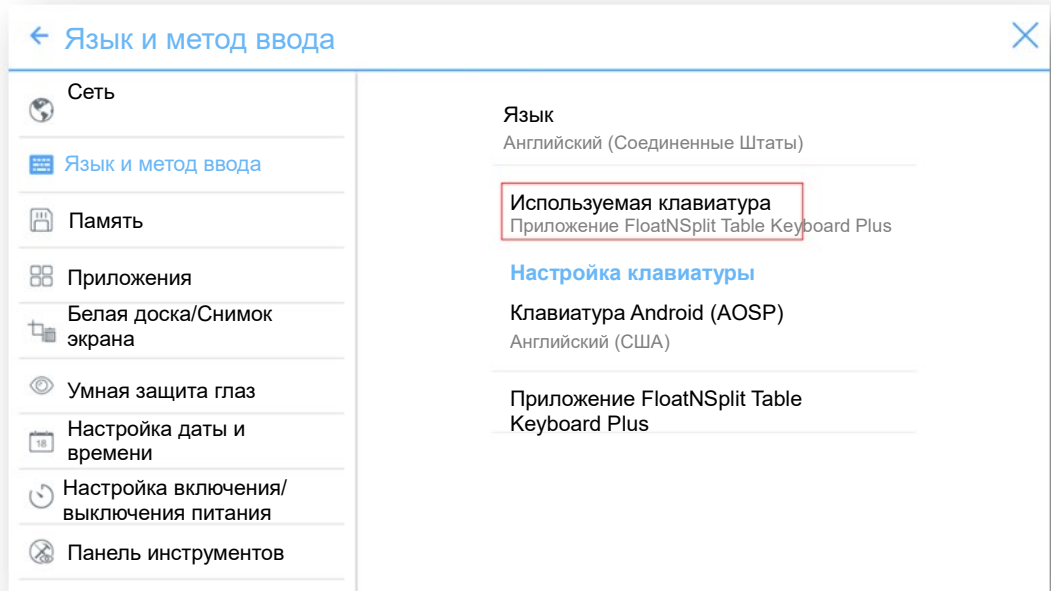 Язык и метод ввода
Сеть
Язык и метод ввода
Память
Приложения
Белая доска/Снимок
экрана
Умная защита глаз
18
Настройка даты и
времени
Настройка включения/
выключения питания
Панель инструментов
Язык
Английский (Соединенные Штаты)
Используемая клавиатура
Приложение FloatNSplit Table Keyboard Plus
Настройка клавиатуры
Клавиатура Android (AOSP)
Английский (США)
Приложение FloatNSplit Table
Keyboard Plus